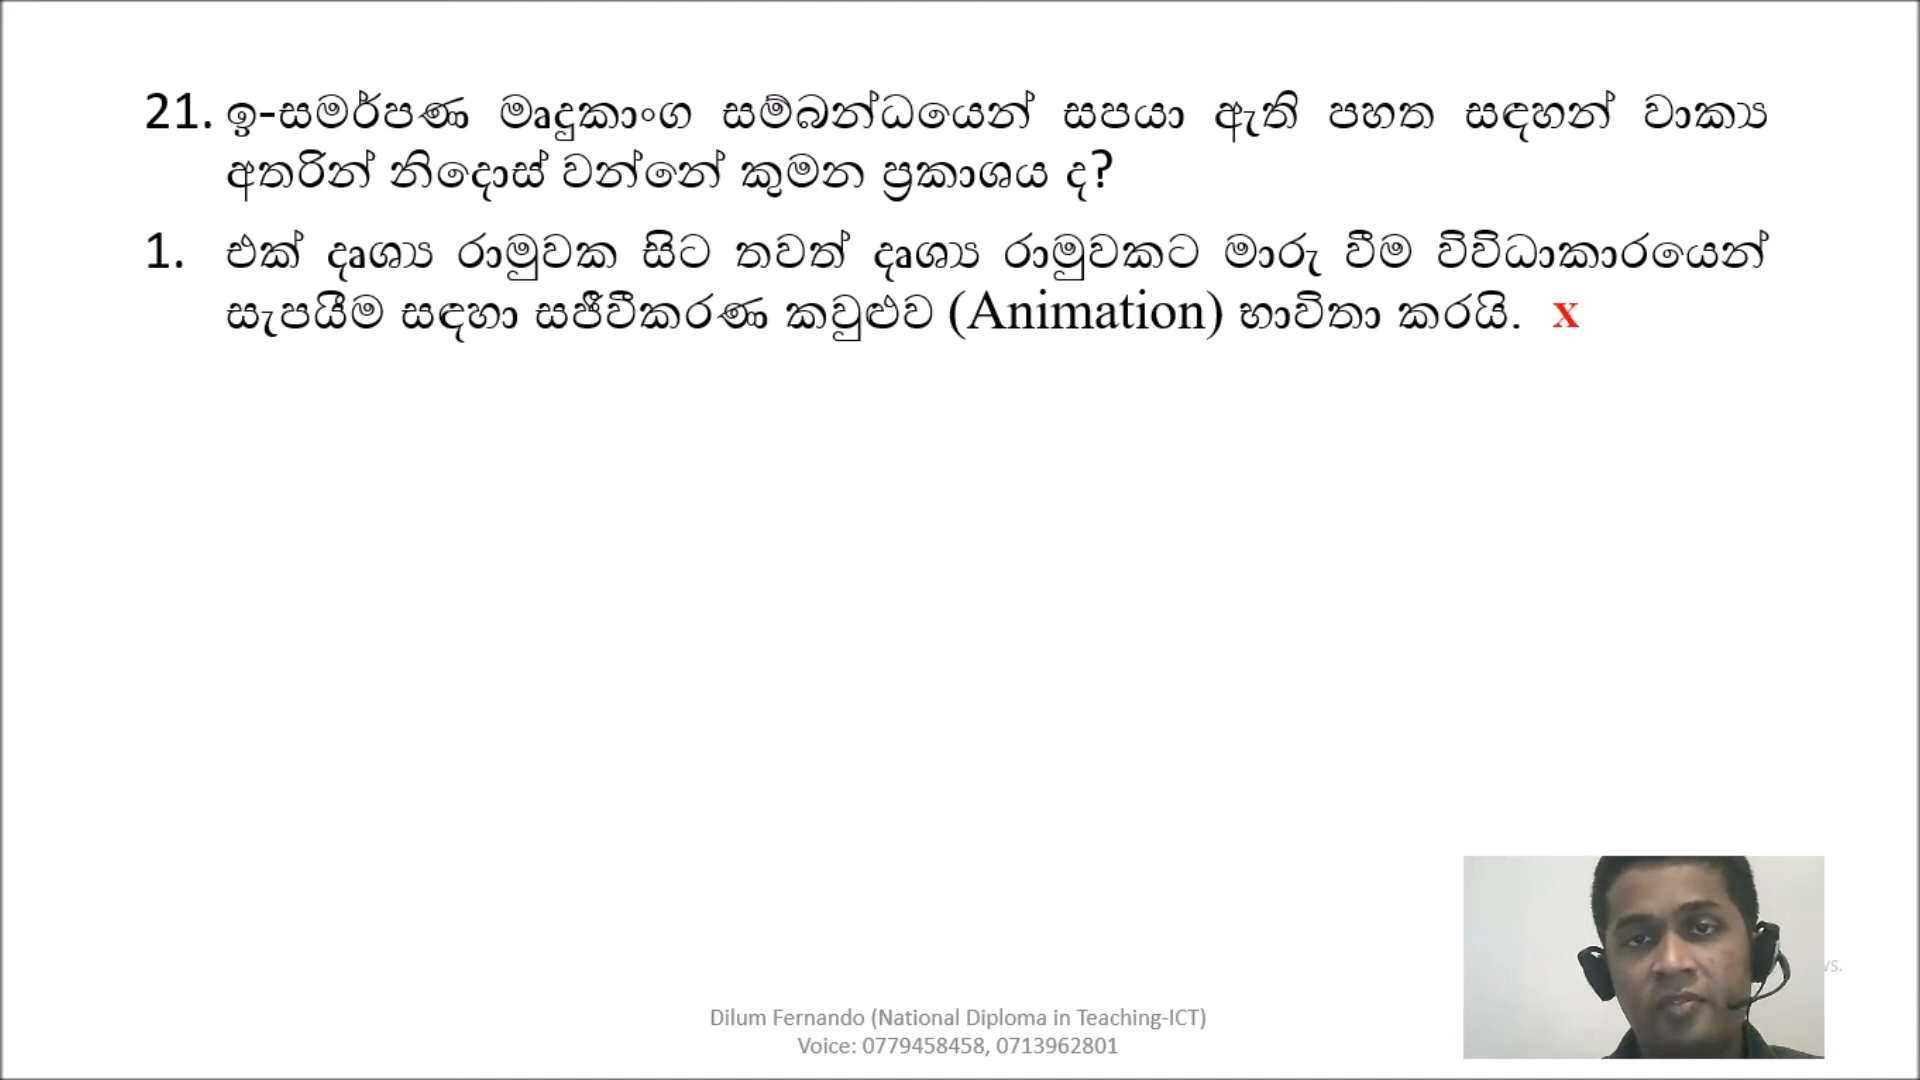 21. ඉ-සමර්පණ මෘදුකාංග සම්බන්ධයෙන් සපයා ඇති පහත සඳහන් වාක්‍ය
අතරින් නිදොස් වන්නේ කුමන ප්‍රකාශය ද?
1. එක් දෘශ්‍ය රාමුවක සිට තවත් දෘශ්‍ය රාමුවකට මාරු වීම විවිධාකාරයෙන්
සැපයීම සඳහා සජීවීකරණ කවුළුව (Animation) භාවිතා කරයි. x
Dilum Fernando (National Diploma in Teaching-ICT)
Voice: 0779458458, 0713962801